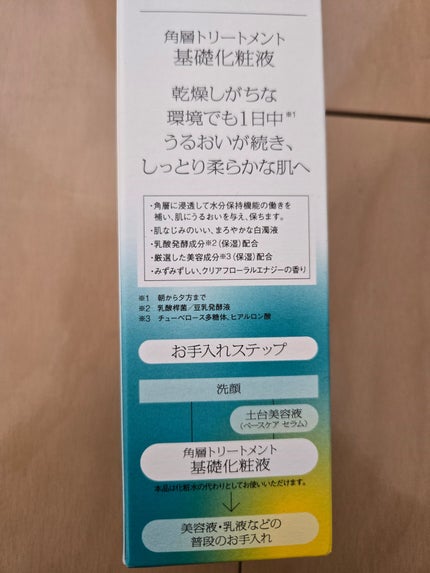 角層トリートメント
基礎化粧液
乾燥しがちな
環境でも1日中※1
うるおいが続き、
しっとり柔らかな肌へ
・角層に浸透して水分保持機能の働きを
補い、肌にうるおいを与え、保ちます。
・肌なじみのいい、まろやかな白濁液
・乳酸発酵成分※2(保湿)配合
・厳選した美容成分※3(保湿)配合
・みずみずしい、クリアフローラルエナジーの香り
※1 朝から夕方まで
※2 乳酸桿菌/豆乳発酵液
※3 チューベロース多糖体、ヒアルロン酸
お手入れステップ
洗顔
土台美容液
(ベースケア セラム)
角層トリートメント
基礎化粧液
本品は化粧水の代わりとしてお使いいただけます。
美容液・乳液などの
普段のお手入れ